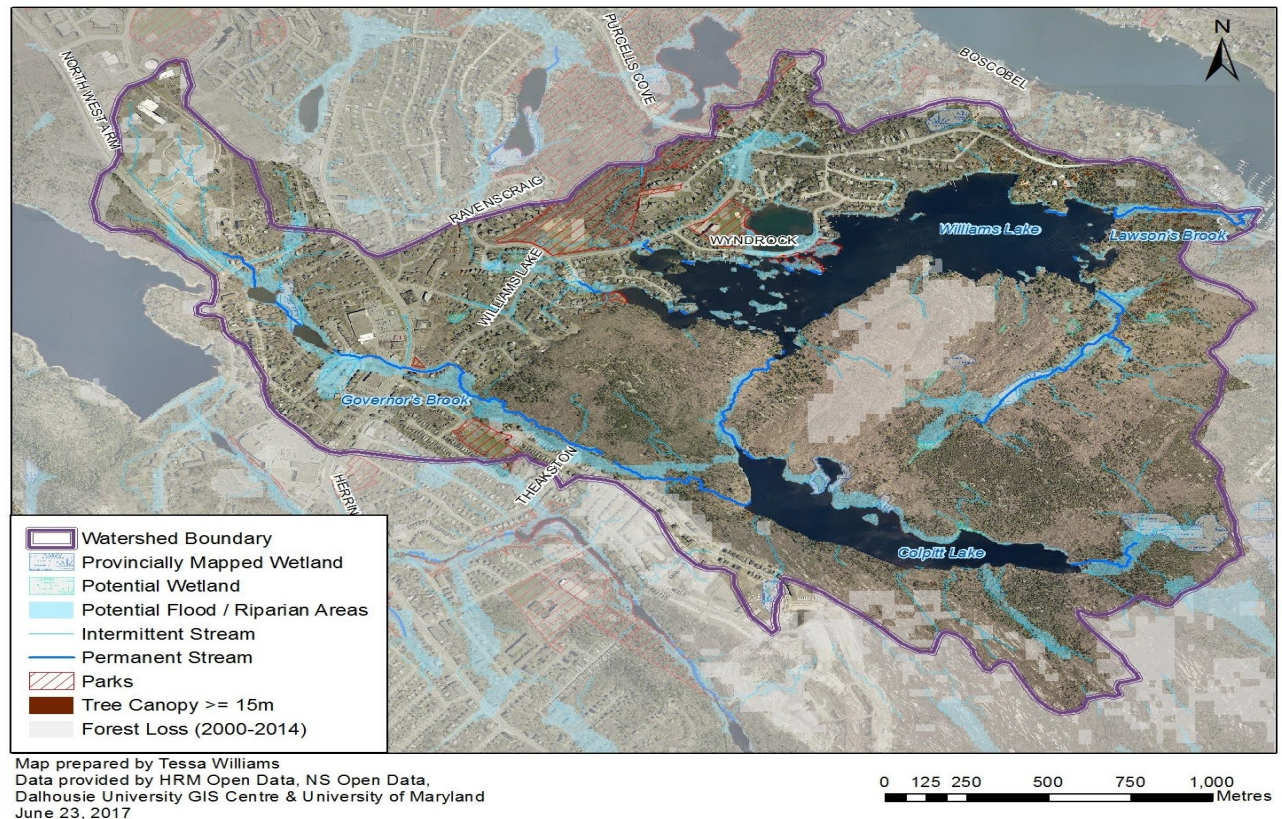 N
BOSCOBEL
PURCELLS COVE
NORTH WEST ARM
RAVENSCRAIG
WILLIAMS LAKE
WYNDROCK
Williams Lake
Lawson's Brook
Governor's Brook
THEAKSTON
HERRIN
Colpitt Lake
Watershed Boundary
Provincially Mapped Wetland
Potential Wetland
Potential Flood / Riparian Areas
Intermittent Stream
Permanent Stream
Parks
Tree Canopy >= 15m
Forest Loss (2000-2014)
Map prepared by Tessa Williams
Data provided by HRM Open Data, NS Open Data,
Dalhousie University GIS Centre & University of Maryland
June 23, 2017
0 125 250 500 750 1,000
Metres